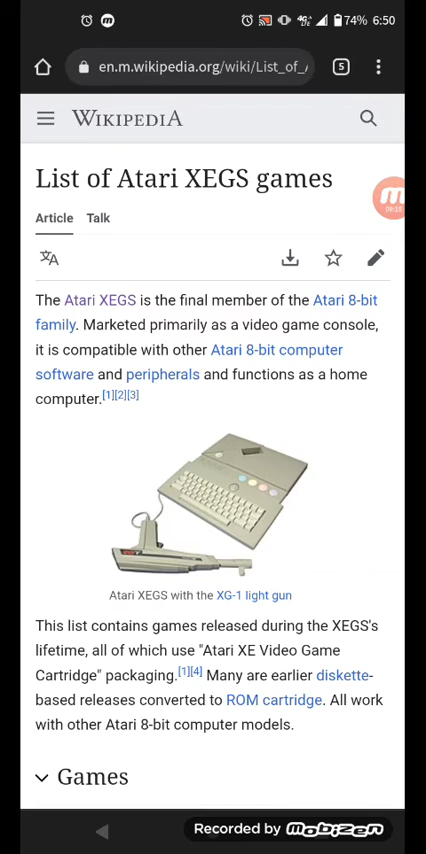 74% 6:50
en.m.wikipedia.org/wiki/List_of_
5
WIKIPEDIA
List of Atari XEGS games
Article Talk
The Atari XEGS is the final member of the Atari 8-bit
family. Marketed primarily as a video game console,
it is compatible with other Atari 8-bit computer
software and peripherals and functions as a home
computer.[1][2][3]
Atari XEGS with the XG-1 light gun
This list contains games released during the XEGS's
lifetime, all of which use "Atari XE Video Game
Cartridge" packaging.[1][4] Many are earlier diskette-
based releases converted to ROM cartridge. All work
with other Atari 8-bit computer models.
Games
Recorded by mobizen